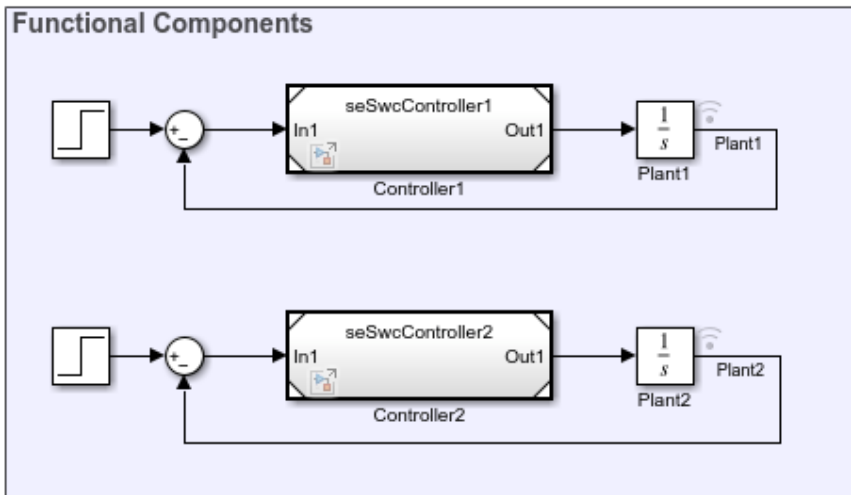 Functional Components
seSwcController1
+
−
In1
Out1
1
s
Plant1
Plant1
Controller1
seSwcController2
+
−
In1
Out1
1
s
Plant2
Plant2
Controller2